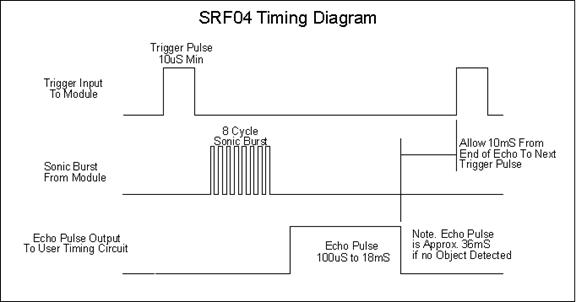 SRF04 Timing Diagram
Trigger Pulse
10uS Min
Trigger Input
To Module
8 Cycle
Sonic Burst
Allow 10mS From
End of Echo To Next
Trigger Pulse
Sonic Burst
From Module
Echo Pulse Output
To User Timing Circuit
Echo Pulse
100uS to 18mS
Note. Echo Pulse
is Approx. 36mS
if no Object Detected